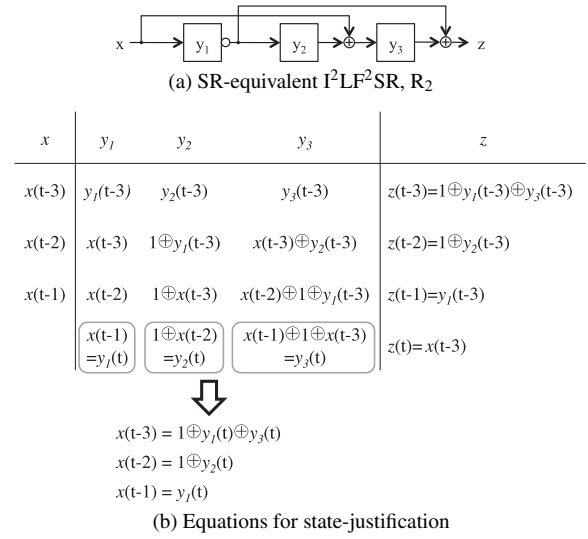 x y₁ y₂ ⊕ y₃ ⊕ z
(a) SR-equivalent I²LF²SR, R₂
x y₁ y₂ y₃ z
x(t-3) y₁(t-3) y₂(t-3) y₃(t-3) z(t-3)=1⊕y₁(t-3)⊕y₃(t-3)
x(t-2) x(t-3) 1⊕y₁(t-3) x(t-3)⊕y₂(t-3) z(t-2)=1⊕y₂(t-3)
x(t-1) x(t-2) 1⊕x(t-3) x(t-2)⊕1⊕y₁(t-3) z(t-1)=y₁(t-3)
x(t-1) 1⊕x(t-2) x(t-1)⊕1⊕x(t-3) z(t)=x(t-3)
=y₁(t) =y₂(t) =y₃(t)
x(t-3) = 1⊕y₁(t)⊕y₃(t)
x(t-2) = 1⊕y₂(t)
x(t-1) = y₁(t)
(b) Equations for state-justification